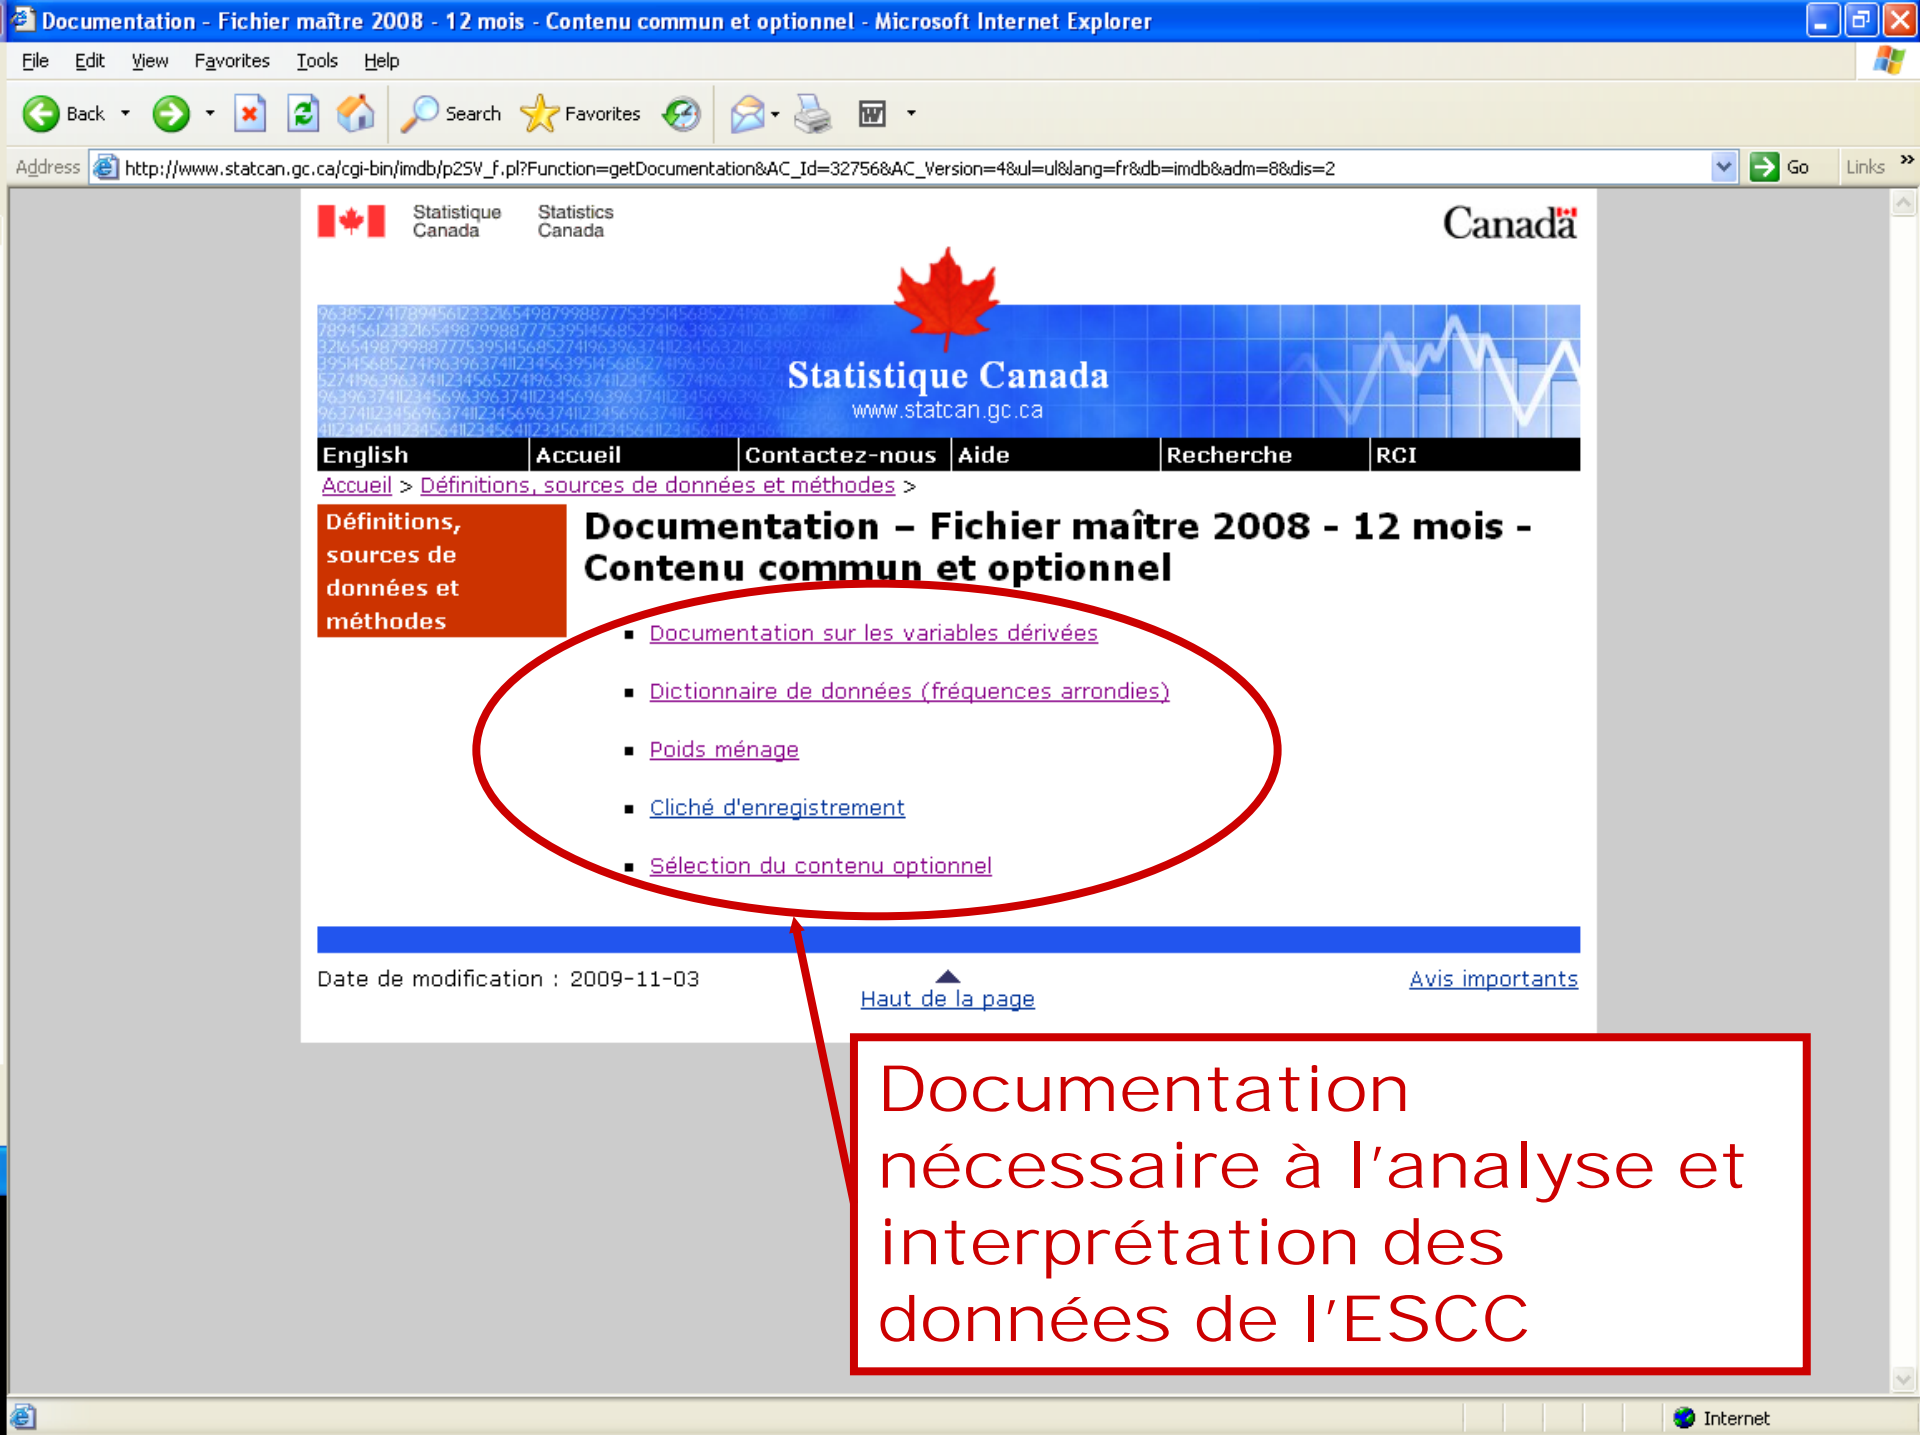 Documentation - Fichier maître 2008 - 12 mois - Contenu commun et optionnel - Microsoft Internet Explorer
File Edit View Favorites Tools Help
Back Search Favorites
Address http://www.statcan.gc.ca/cgi-bin/imdb/p2SV_f.pl?Function=getDocumentation&AC_Id=32756&AC_Version=4&ul=ul&lang=fr&db=imdb&adm=8&dis=2 Go Links »
Statistique Statistics
Canada Canada
Canada
Statistique Canada
www.statcan.gc.ca
English Accueil Contactez-nous Aide Recherche RCI
Accueil > Définitions, sources de données et méthodes >
Définitions,
sources de
données et
méthodes
Documentation – Fichier maître 2008 - 12 mois -
Contenu commun et optionnel
Documentation sur les variables dérivées
Dictionnaire de données (fréquences arrondies)
Poids ménage
Cliché d'enregistrement
Sélection du contenu optionnel
Date de modification : 2009-11-03
Haut de la page
Avis importants
Documentation
nécessaire à l'analyse et
interprétation des
données de l'ESCC
Internet